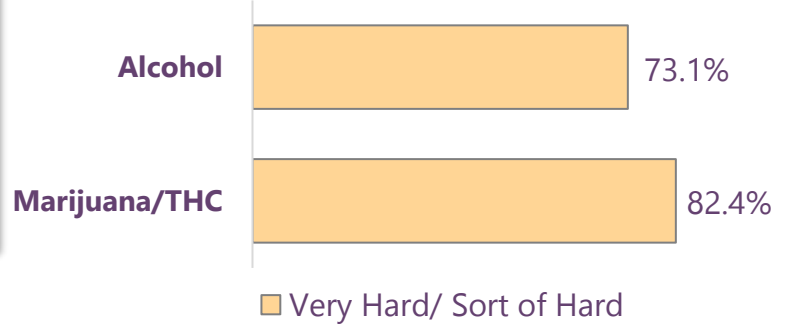 Alcohol
73.1%
Marijuana/THC
82.4%
Very Hard/ Sort of Hard